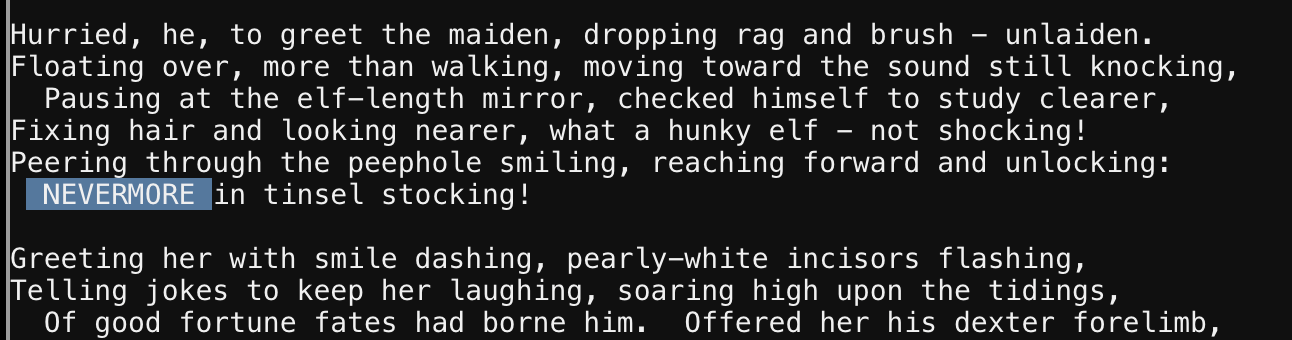 Hurried, he, to greet the maiden, dropping rag and brush - unlaiden.
Floating over, more than walking, moving toward the sound still knocking,
  Pausing at the elf-length mirror, checked himself to study clearer,
Fixing hair and looking nearer, what a hunky elf - not shocking!
Peering through the peephole smiling, reaching forward and unlocking:
  NEVERMORE in tinsel stocking!

Greeting her with smile dashing, pearly-white incisors flashing,
Telling jokes to keep her laughing, soaring high upon the tidings,
  Of good fortune fates had borne him.  Offered her his dexter forelimb,